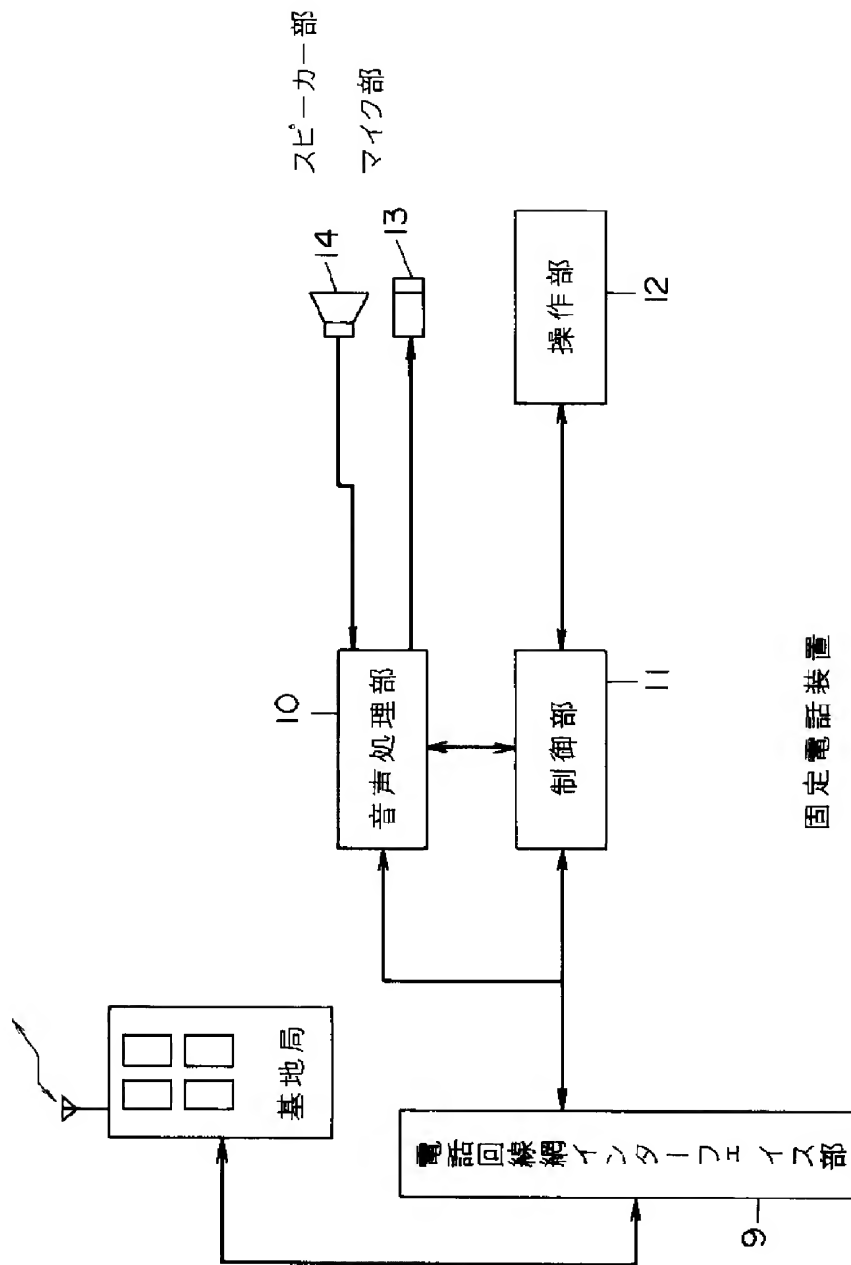 スピーカー部
マイク部
14
13
10
音声処理部
操作部
12
制御部
11
基地局
電話回線網インターフェイス部
9
固定電話装置